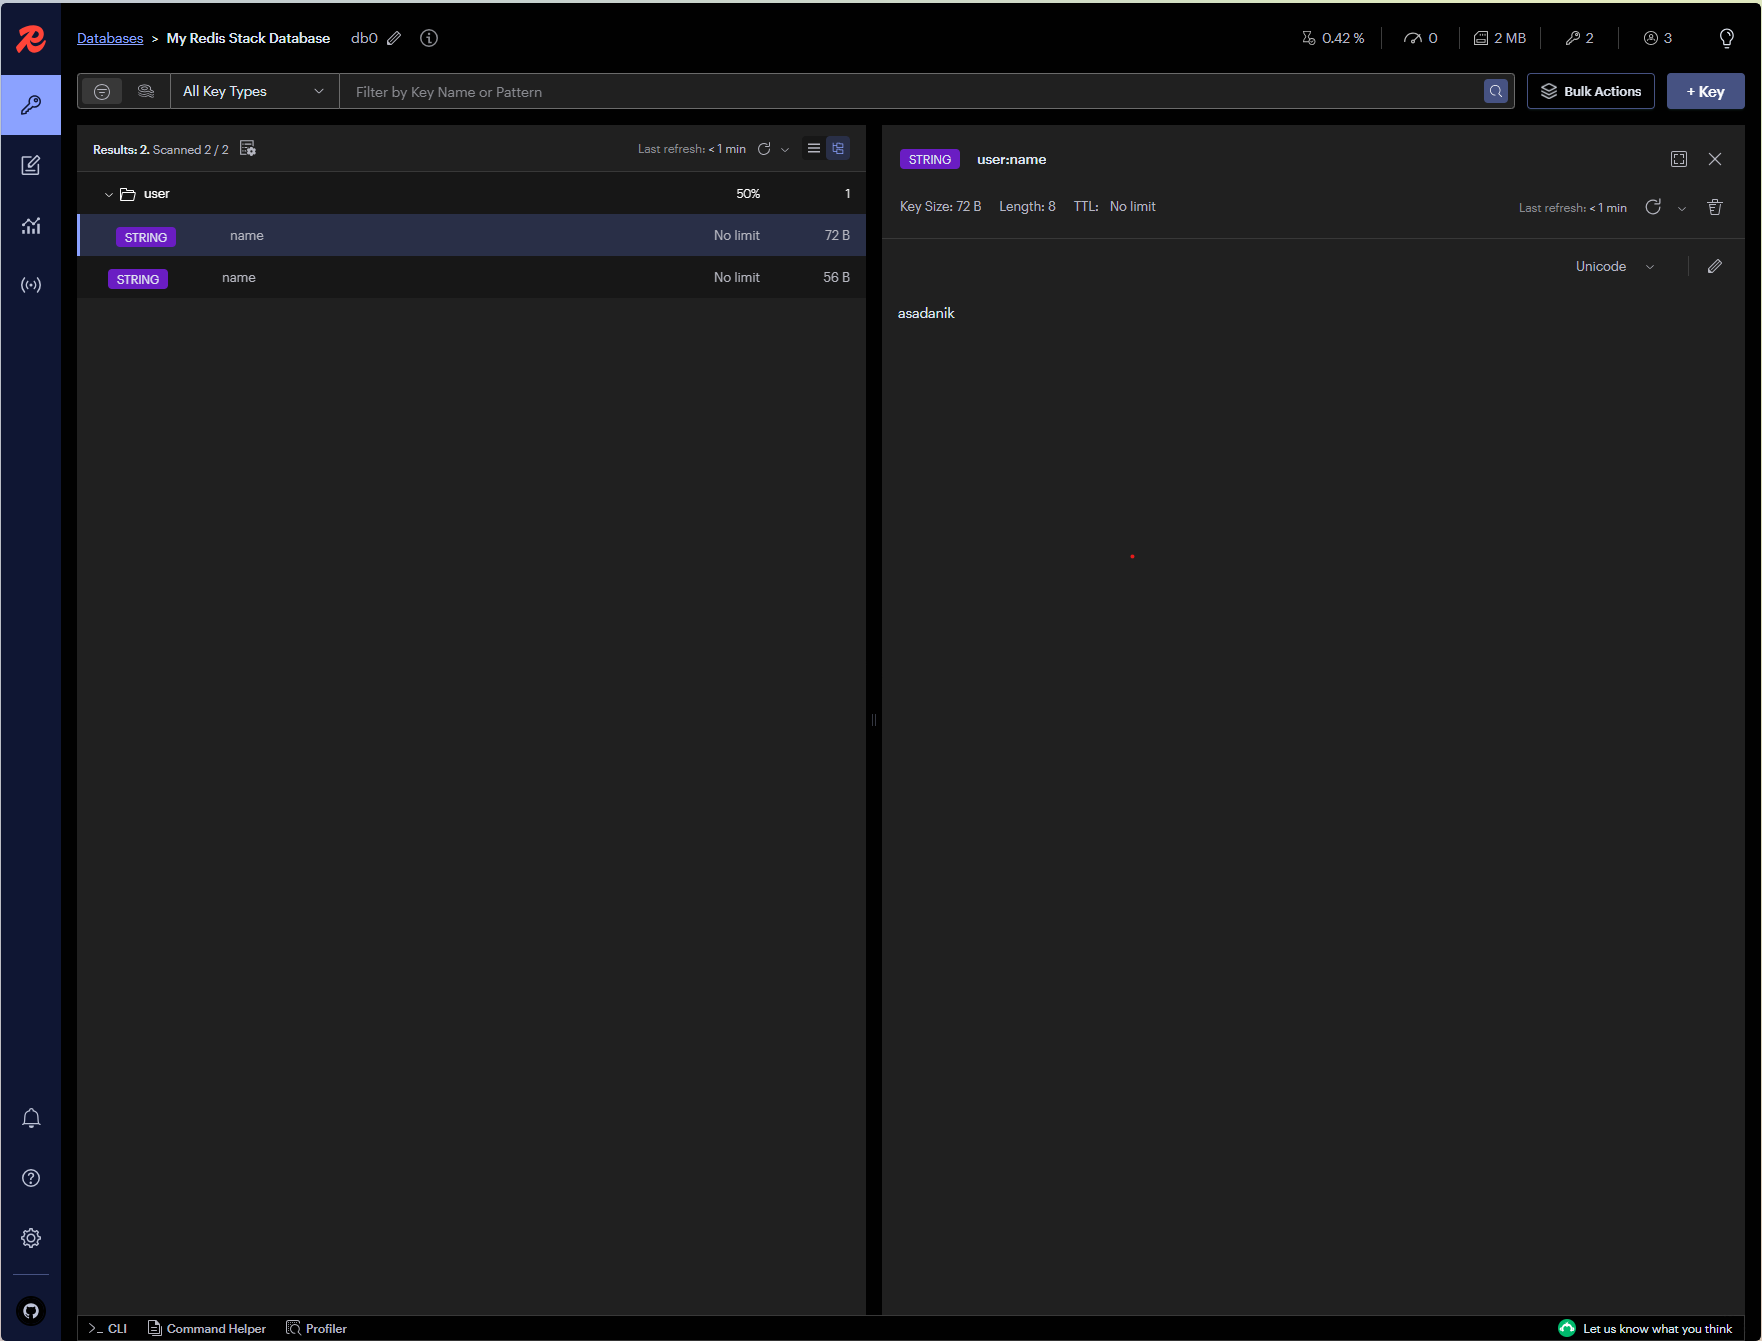 Databases > My Redis Stack Database db0
0.42 % 0 2 MB 2 3
All Key Types Filter by Key Name or Pattern
Bulk Actions + Key
Results: 2. Scanned 2 / 2 Last refresh: < 1 min
user 50% 1
STRING name No limit 72 B
STRING name No limit 56 B
STRING user:name
Key Size: 72 B Length: 8 TTL: No limit Last refresh: < 1 min
Unicode
asadanik
>_ CLI Command Helper Profiler Let us know what you think